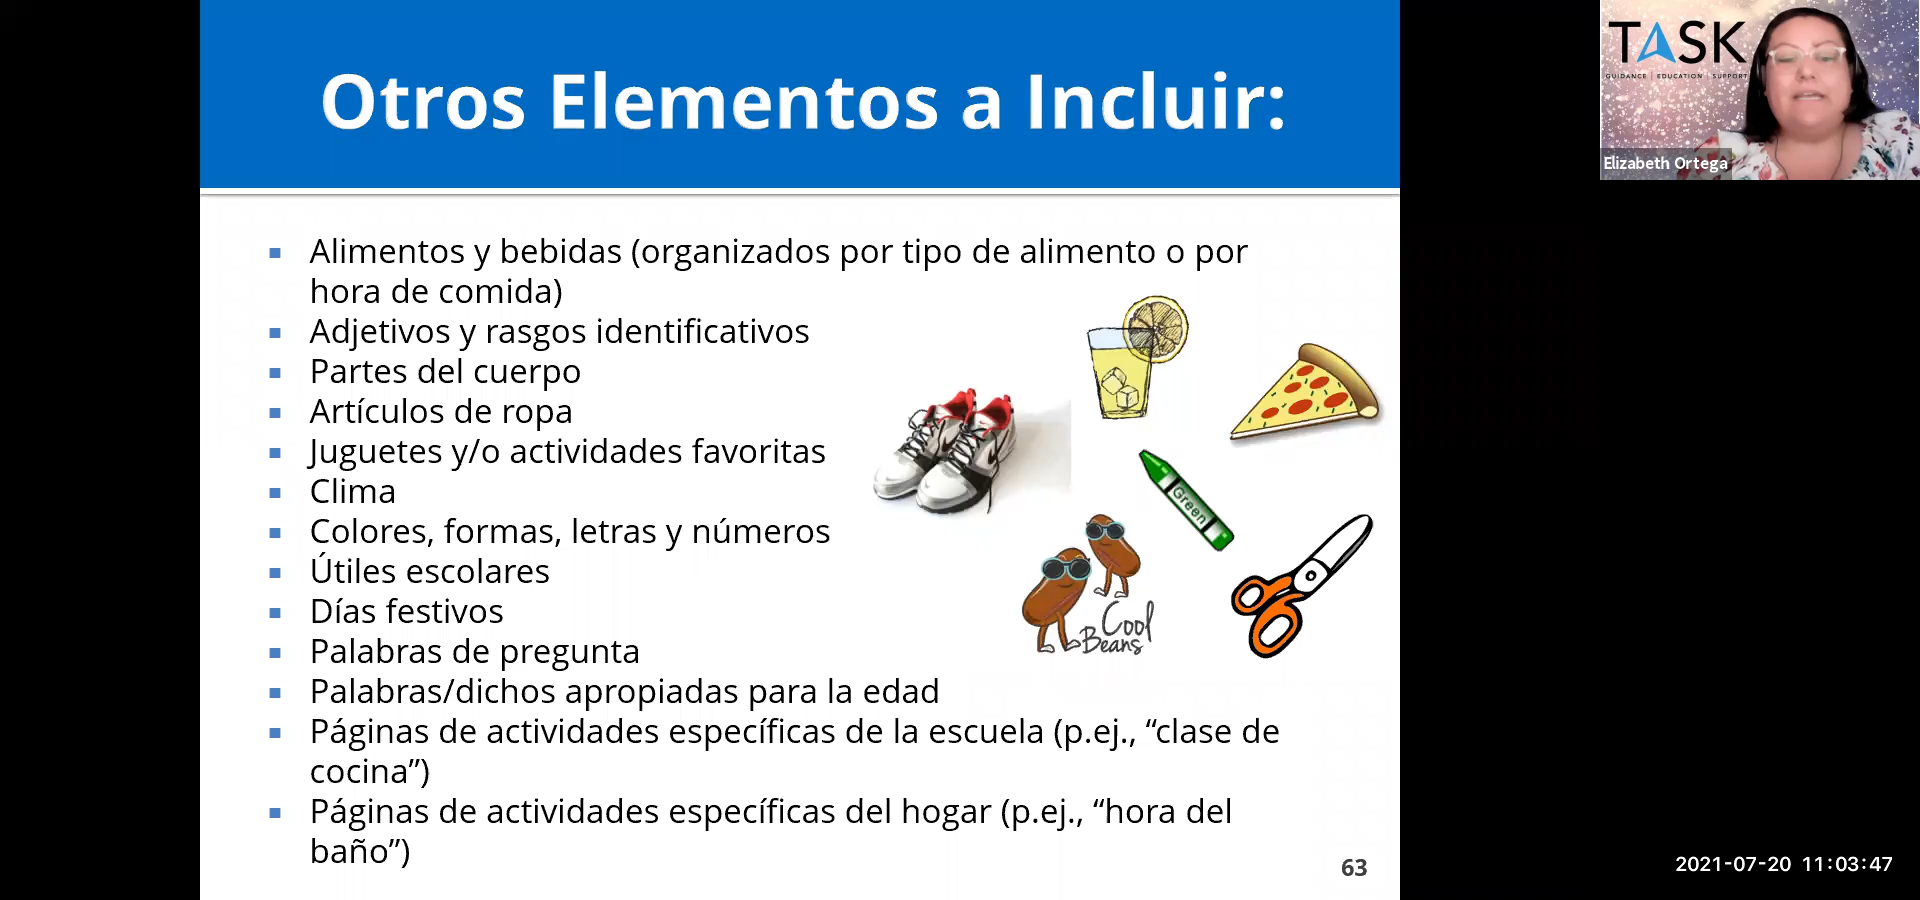 Otros Elementos a Incluir:
Alimentos y bebidas (organizados por tipo de alimento o por
hora de comida)
Adjetivos y rasgos identificativos
Partes del cuerpo
Artículos de ropa
Juguetes y/o actividades favoritas
Clima
Colores, formas, letras y números
Útiles escolares
Días festivos
Palabras de pregunta
Palabras/dichos apropiadas para la edad
Páginas de actividades específicas de la escuela (p.ej., “clase de
cocina”)
Páginas de actividades específicas del hogar (p.ej., “hora del
baño”)
Green
Cool
Beans
63
TASK
GUIDANCE | EDUCATION | SUPPORT
Elizabeth Ortega
2021-07-20 11:03:47